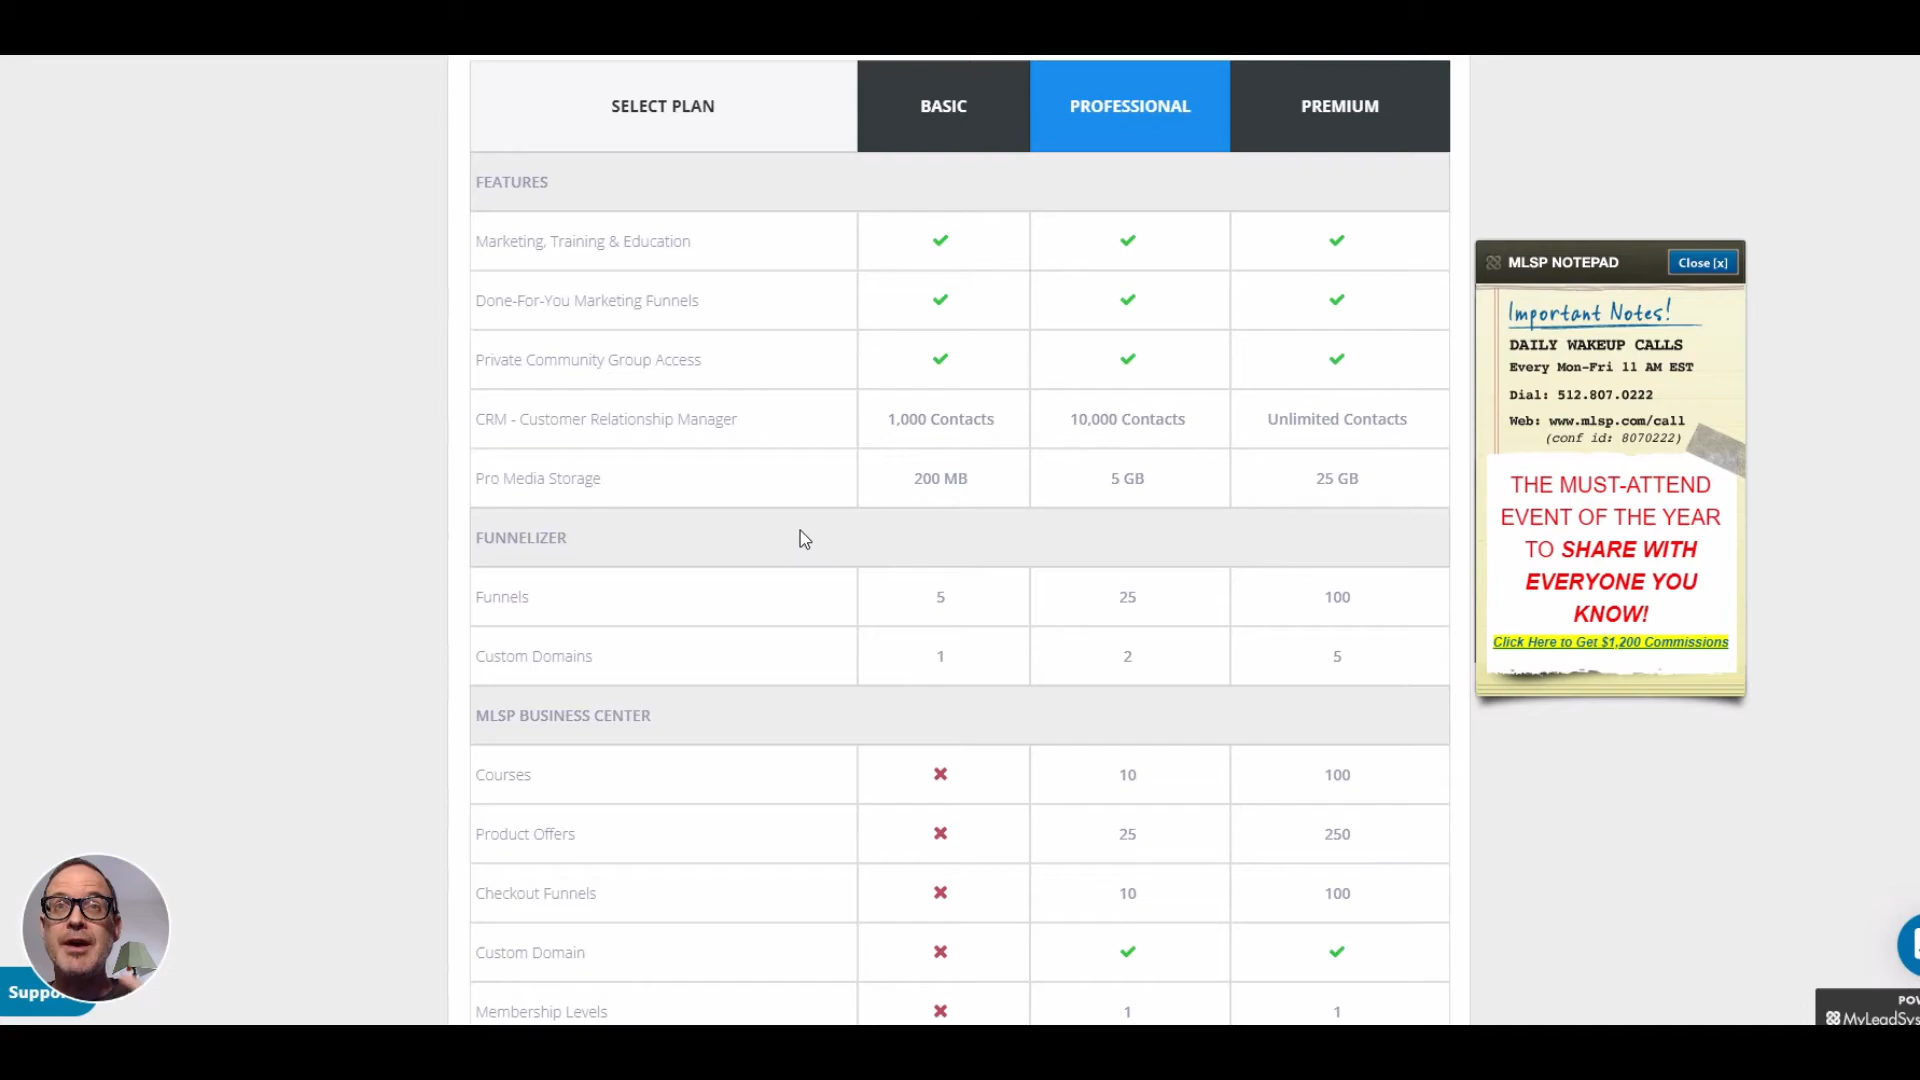 SELECT PLAN BASIC PROFESSIONAL PREMIUM
FEATURES
Marketing, Training & Education
Done-For-You Marketing Funnels
Private Community Group Access
CRM - Customer Relationship Manager 1,000 Contacts 10,000 Contacts Unlimited Contacts
Pro Media Storage 200 MB 5 GB 25 GB
FUNNELIZER
Funnels 5 25 100
Custom Domains 1 2 5
MLSP BUSINESS CENTER
Courses 10 100
Product Offers 25 250
Checkout Funnels 10 100
Custom Domain
Membership Levels 1 1
MLSP NOTEPAD Close [x]
Important Notes!
DAILY WAKEUP CALLS
Every Mon-Fri 11 AM EST
Dial: 512.807.0222
Web: www.mlsp.com/call
(conf id: 8070222)
THE MUST-ATTEND
EVENT OF THE YEAR
TO SHARE WITH
EVERYONE YOU
KNOW!
Click Here to Get $1,200 Commissions